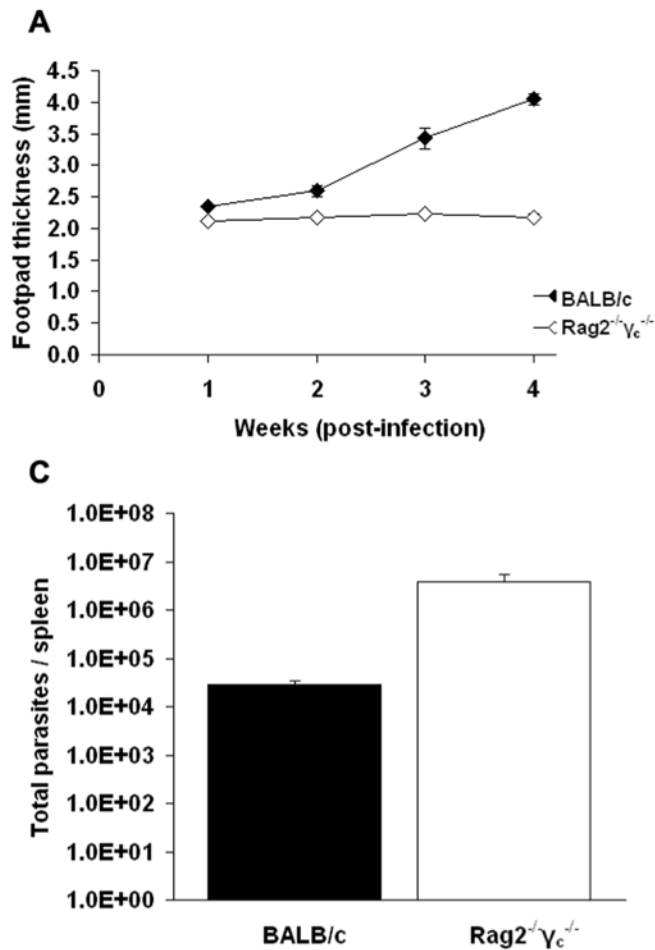 A
Footpad thickness (mm)
4.5
4.0
3.5
3.0
2.5
2.0
1.5
1.0
0.5
0.0
0
1
2
3
4
Weeks (post-infection)
BALB/c
Rag2⁻/⁻γc⁻/⁻
C
Total parasites / spleen
1.0E+08
1.0E+07
1.0E+06
1.0E+05
1.0E+04
1.0E+03
1.0E+02
1.0E+01
1.0E+00
BALB/c
Rag2⁻/⁻γc⁻/⁻